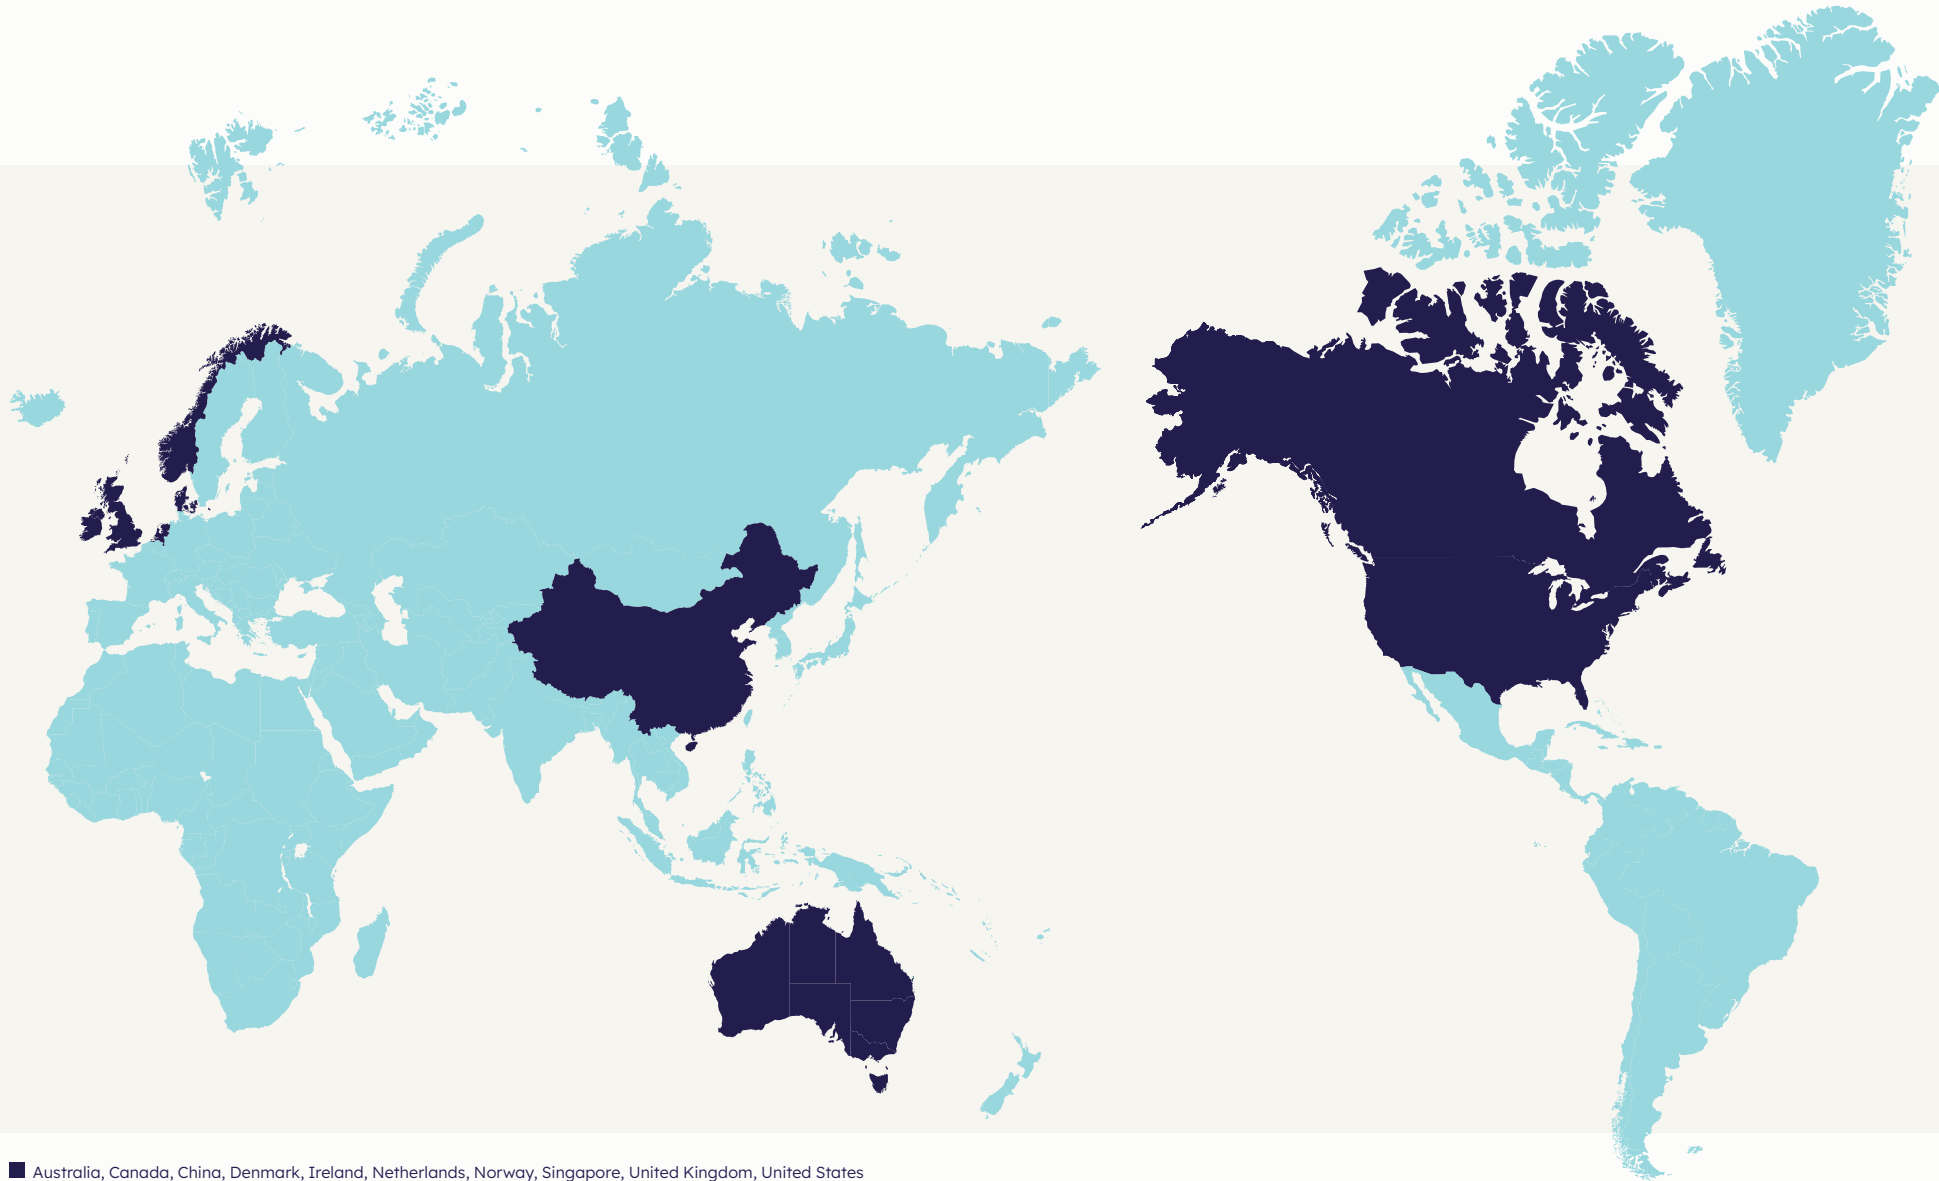 Australia, Canada, China, Denmark, Ireland, Netherlands, Norway, Singapore, United Kingdom, United States